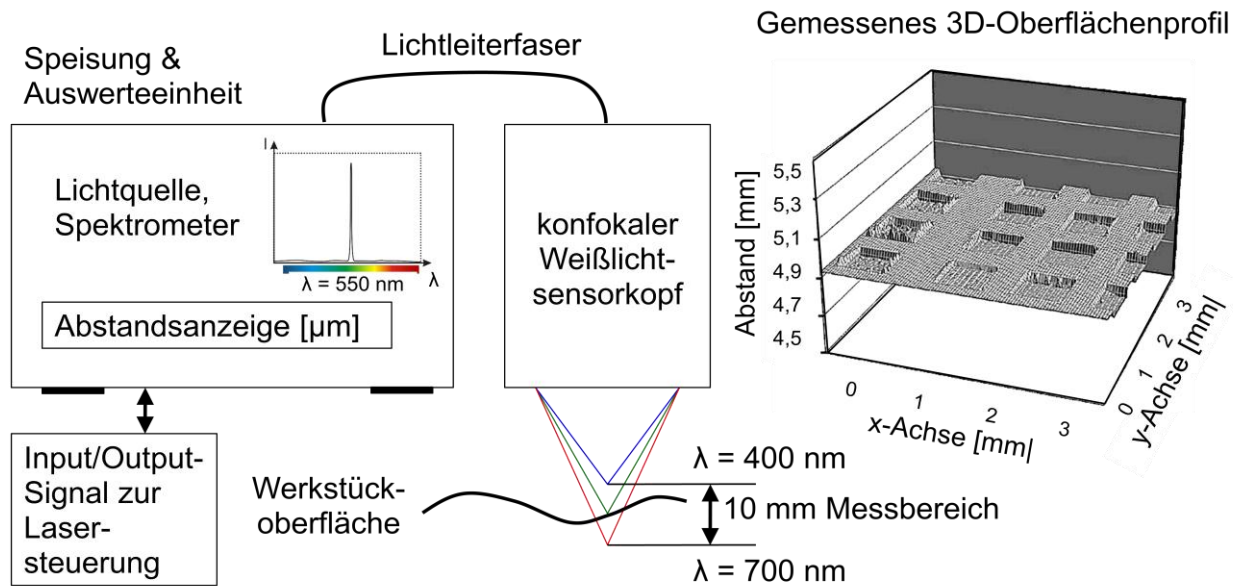 Gemessenes 3D-Oberflächenprofil
Lichtleiterfaser
Speisung &
Auswerteeinheit
I
Lichtquelle,
Spektrometer
λ = 550 nm
λ
Abstandsanzeige [µm]
Input/Output-
Signal zur
Laser-
steuerung
konfokaler
Weißlicht-
sensorkopf
Werkstück-
oberfläche
λ = 400 nm
10 mm Messbereich
λ = 700 nm
Abstand [mm]
5,5
5,3
5,1
4,9
4,7
4,5
0
1
2
3
x-Achse [mm|
0
1
2
3
y-Achse [mm|